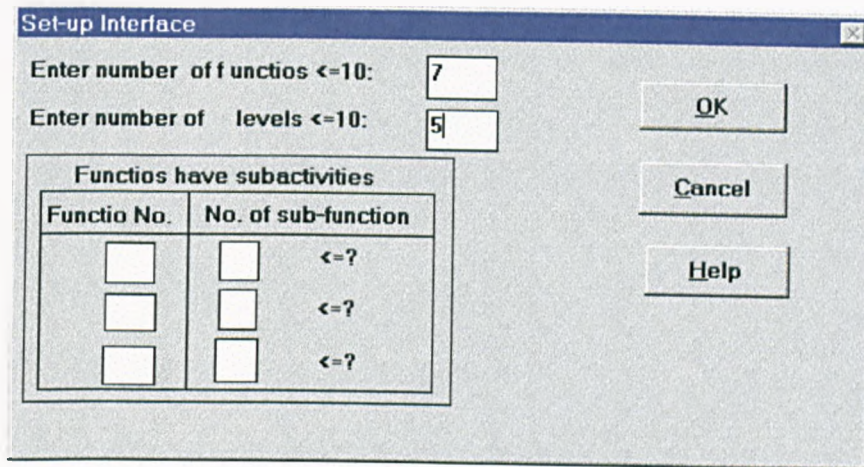 Set-up Interface
Enter number of f unctios <=10: 7
Enter number of levels <=10: 5
OK
Cancel
Help
Functios have subactivities
Functio No. No. of sub-function
<=?
<=?
<=?